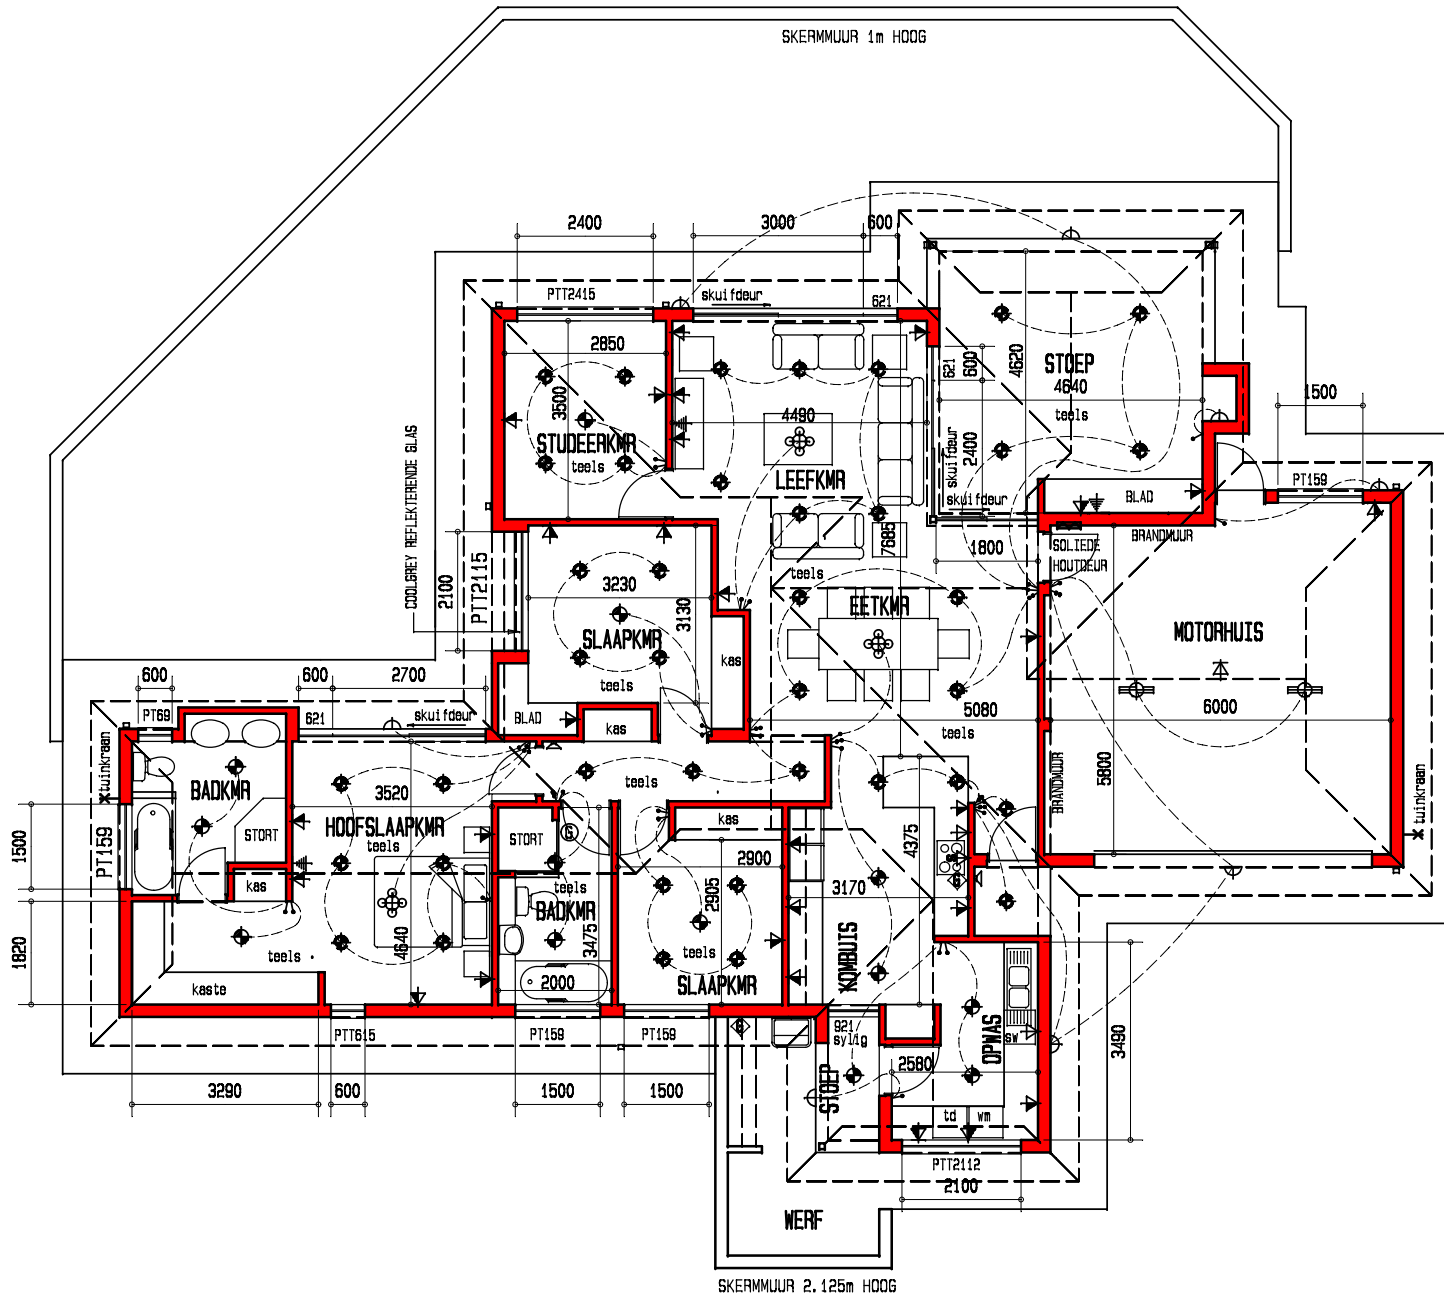 SKERMMUUR 1m HOOG
2400
3000
600
PTT2415
skuifdeur
621
2850
3500
STUDEERKMR
teels
4490
LEEFKMR
621
600
4620
STOEP
4640
teels
2400
skuifdeur
skuifdeur
1500
PT159
BLAD
BRANDMUUR
COOLGREY REFLEKTERENDE GLAS
2100
PTT2115
3230
3130
SLAAPKMR
teels
kas
BLAD
kas
7685
teels
1800
SOLIEDE
HOUTDEUR
EETKMR
MOTORHUIS
6000
5080
teels
BRANDMUUR
5800
tuinkraan
600
600
2700
PT69
621
skuifdeur
tuinkraan
BADKMR
STORT
kas
1500
PT159
1820
3520
HOOFSLAAPKMR
teels
4640
teels
kaste
teels
STORT
G
teels
BADKMR
3475
2000
kas
2900
2905
teels
SLAAPKMR
4375
3170
KOMBUIS
s
G
PTT615
PT159
PT159
G
921
sylig
3290
600
1500
1500
STOEP
2580
OPWAS
sw
td
wm
3490
PTT2112
2100
WERF
SKERMMUUR 2.125m HOOG